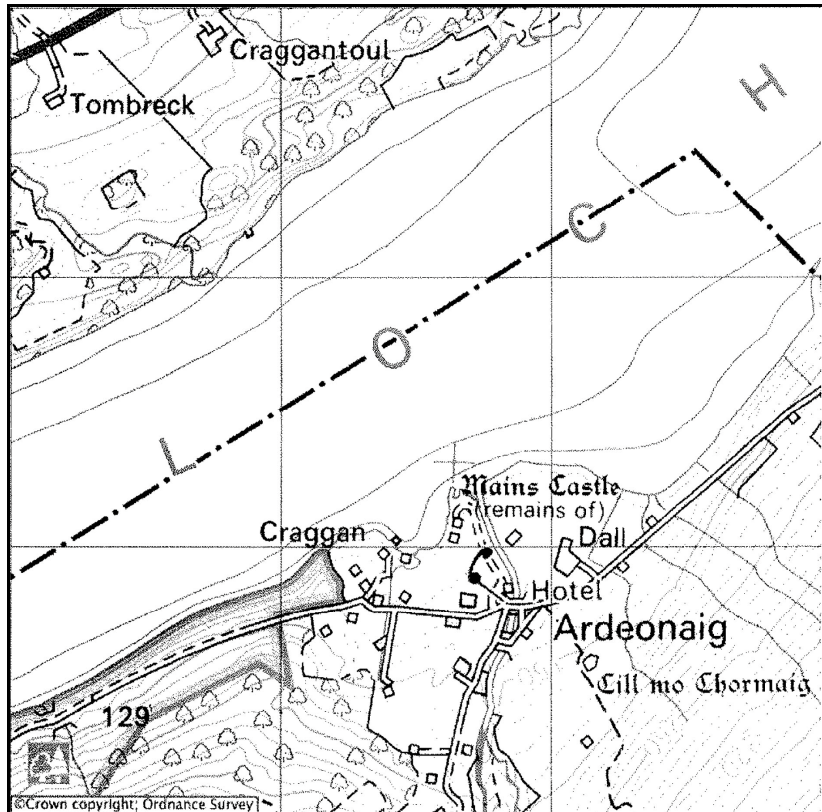 Craggantoul
Tombreck
H
C
O
L
Mains Castle
(remains of)
Craggan
Dall
Hotel
Ardeonaig
Cill mo Chormaig
129
©Crown copyright; Ordnance Survey